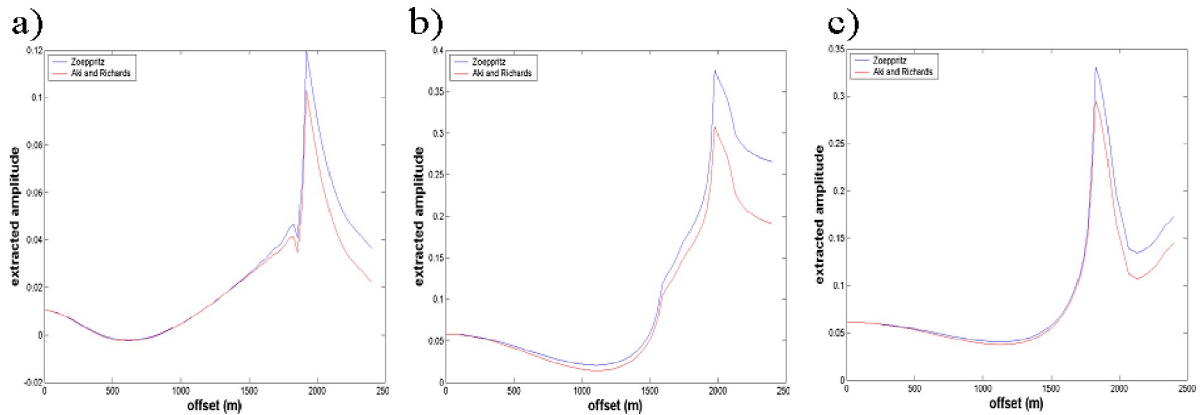 a)
0.12
0.1
0.08
0.06
0.04
0.02
0
-0.02
extracted amplitude
Zoeppritz
Aki and Richards
0 500 1000 1500 2000 250
offset (m)
b)
0.4
0.35
0.3
0.25
0.2
0.15
0.1
0.05
0
extracted amplitude
Zoeppritz
Aki and Richards
0 500 1000 1500 2000 250
offset (m)
c)
0.35
0.3
0.25
0.2
0.15
0.1
0.05
0
extracted amplitude
Zoeppritz
Aki and Richards
0 500 1000 1500 2000 2500
offset (m)